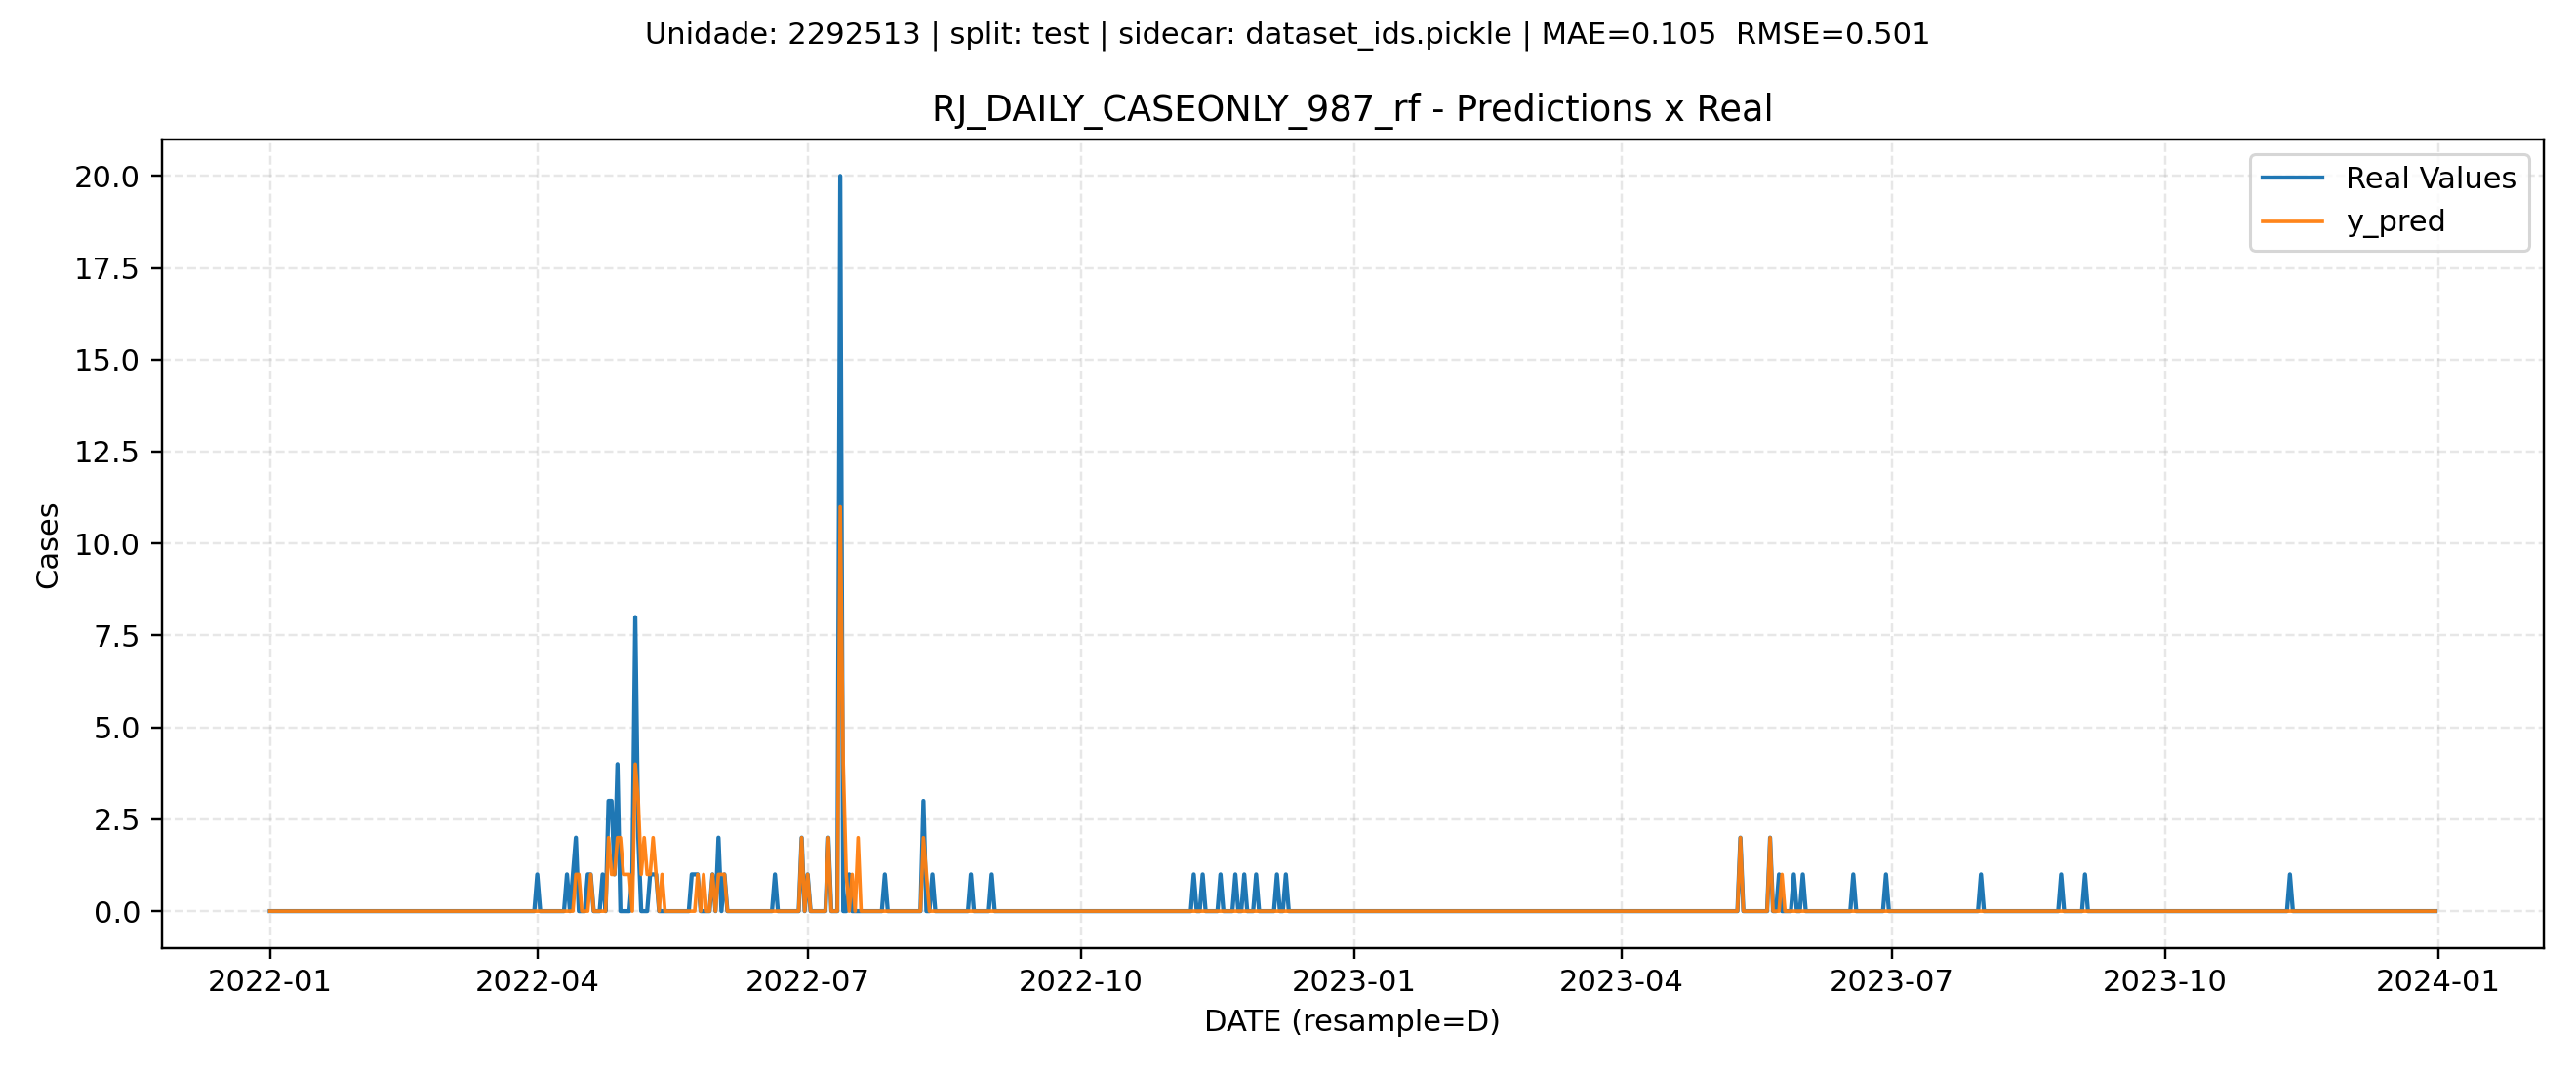 Unidade: 2292513 | split: test | sidecar: dataset_ids.pickle | MAE=0.105  RMSE=0.501
RJ_DAILY_CASEONLY_987_rf - Predictions x Real
Real Values
y_pred
Cases
20.0
17.5
15.0
12.5
10.0
7.5
5.0
2.5
0.0
2022-01 2022-04 2022-07 2022-10 2023-01 2023-04 2023-07 2023-10 2024-01
DATE (resample=D)